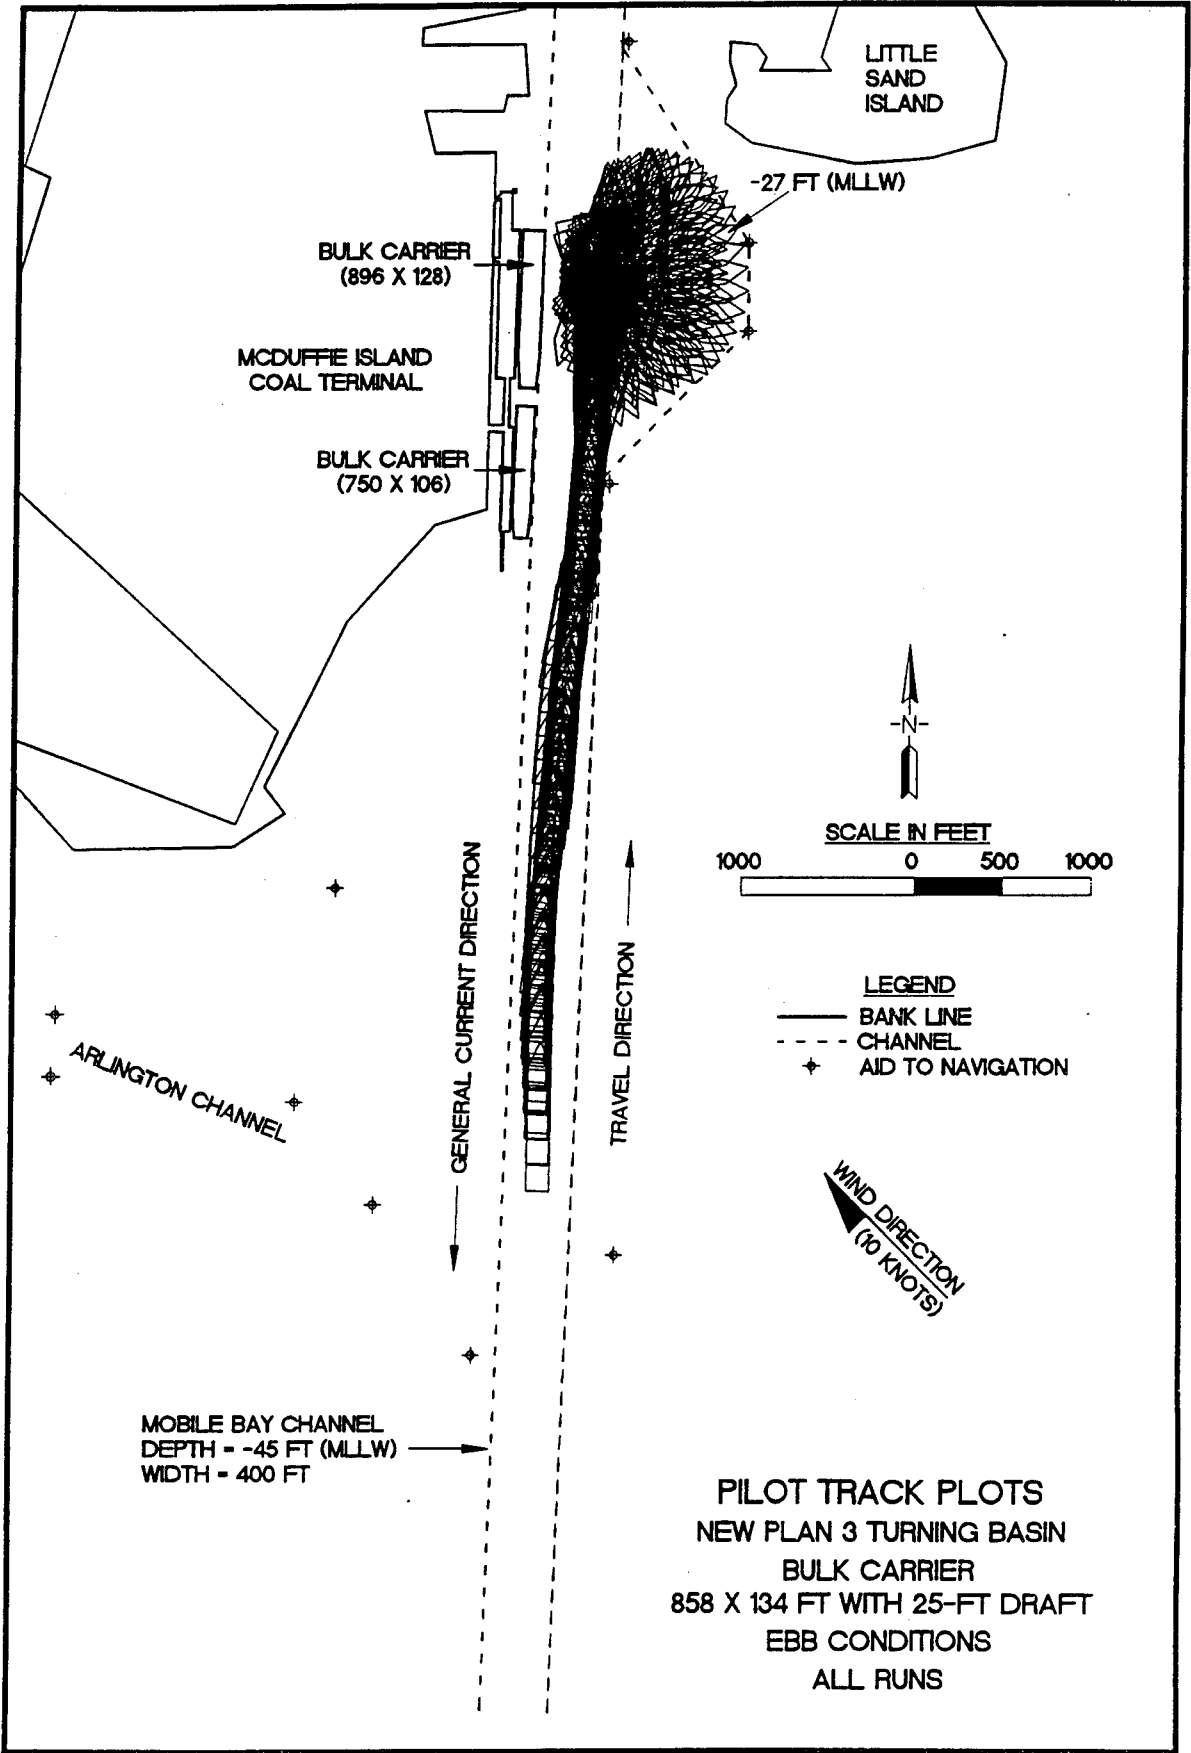 LITTLE
SAND
ISLAND
-27 FT (MLLW)
BULK CARRIER
(896 X 128)
MCDUFFIE ISLAND
COAL TERMINAL
BULK CARRIER
(750 X 106)
-N-
SCALE IN FEET
1000 0 500 1000
GENERAL CURRENT DIRECTION
TRAVEL DIRECTION
LEGEND
BANK LINE
CHANNEL
AID TO NAVIGATION
ARLINGTON CHANNEL
WIND DIRECTION
(10 KNOTS)
MOBILE BAY CHANNEL
DEPTH = -45 FT (MLLW)
WIDTH = 400 FT
PILOT TRACK PLOTS
NEW PLAN 3 TURNING BASIN
BULK CARRIER
858 X 134 FT WITH 25-FT DRAFT
EBB CONDITIONS
ALL RUNS